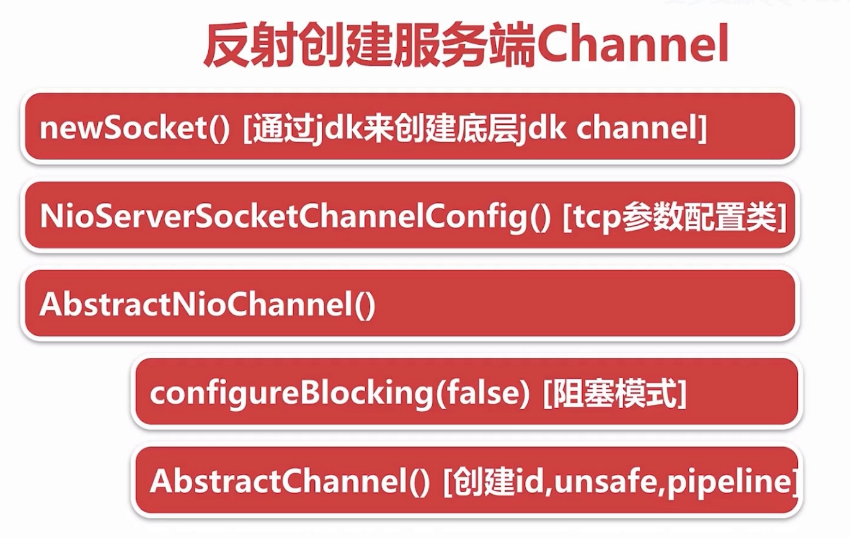 反射创建服务端Channel
newSocket() [通过jdk来创建底层jdk channel]
NioServerSocketChannelConfig() [tcp参数配置类]
AbstractNioChannel()
configureBlocking(false) [阻塞模式]
AbstractChannel() [创建id,unsafe,pipeline]